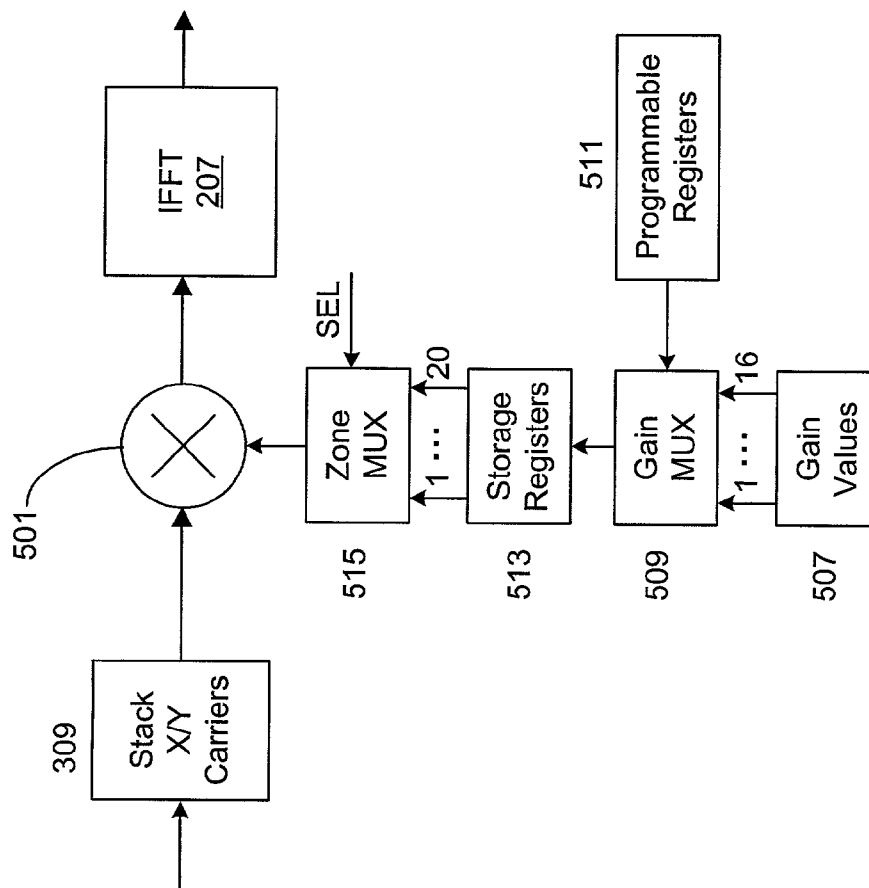 309
Stack
X/Y
Carriers
501
IFFT
207
515
Zone
MUX
SEL
1 ... 20
513
Storage
Registers
509
Gain
MUX
511
Programmable
Registers
1 ... 16
507
Gain
Values